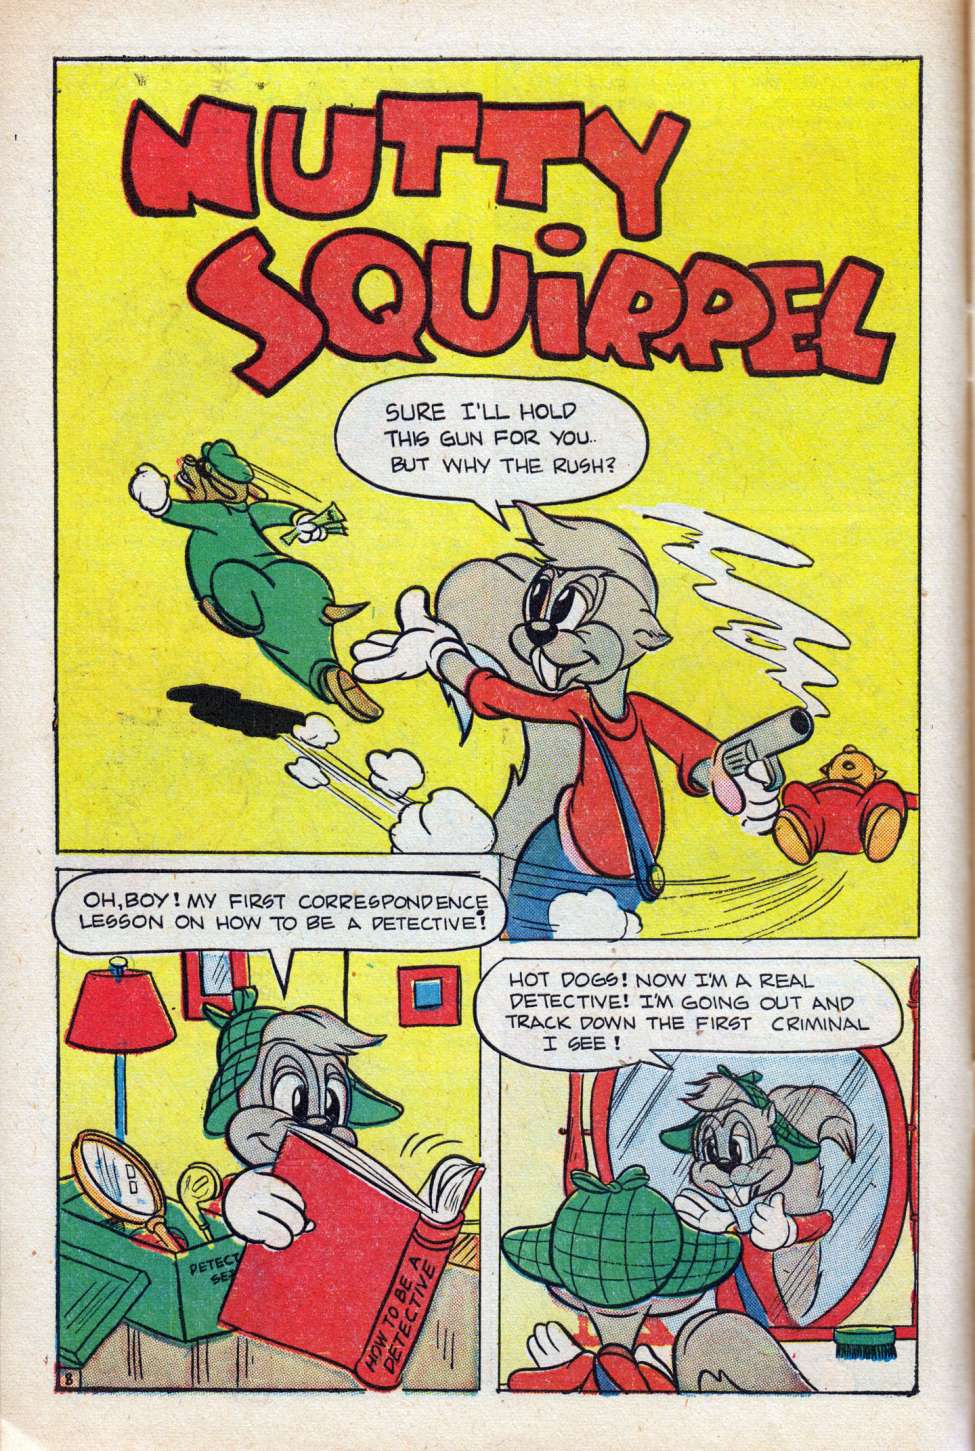 NUTTY
SQUiRREL
SURE I'LL HOLD
THIS GUN FOR YOU..
BUT WHY THE RUSH?
OH, BOY! MY FIRST CORRESPONDENCE
LESSON ON HOW TO BE A DETECTIVE!
DETECT
SET
HOW TO BE A
DETECTIVE
HOT DOGS! NOW I'M A REAL
DETECTIVE! I'M GOING OUT AND
TRACK DOWN THE FIRST CRIMINAL
I SEE!
8